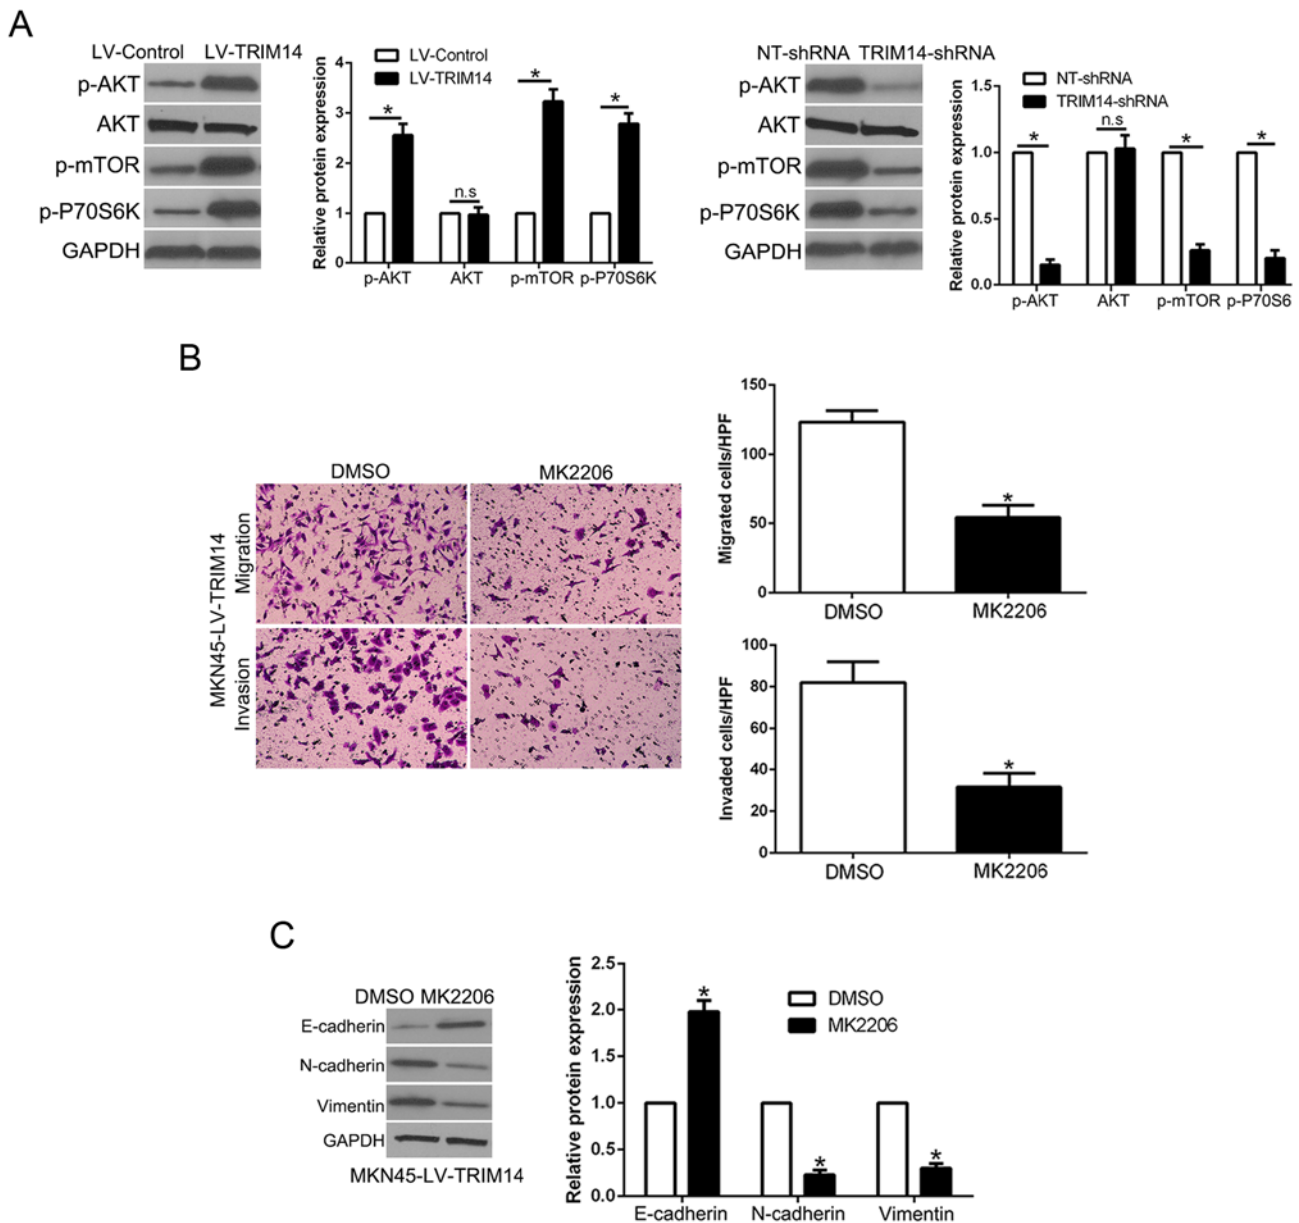 A
LV-Control LV-TRIM14
p-AKT
AKT
p-mTOR
p-P70S6K
GAPDH
Relative protein expression
4
3
2
1
0
LV-Control
LV-TRIM14
*
n.s
*
*
p-AKT AKT p-mTOR p-P70S6K
NT-shRNA TRIM14-shRNA
p-AKT
AKT
p-mTOR
p-P70S6K
GAPDH
Relative protein expression
1.5
1.0
0.5
0.0
NT-shRNA
TRIM14-shRNA
*
n.s
*
*
p-AKT AKT p-mTOR p-P70S6
B
DMSO MK2206
MKN45-LV-TRIM14
Migration
Invasion
Migrated cells/HPF
150
100
50
0
*
DMSO MK2206
Invaded cells/HPF
80
60
40
20
0
100
*
DMSO MK2206
C
DMSO MK2206
E-cadherin
N-cadherin
Vimentin
GAPDH
MKN45-LV-TRIM14
Relative protein expression
2.5
2.0
1.5
1.0
0.5
0.0
DMSO
MK2206
*
*
*
E-cadherin N-cadherin Vimentin